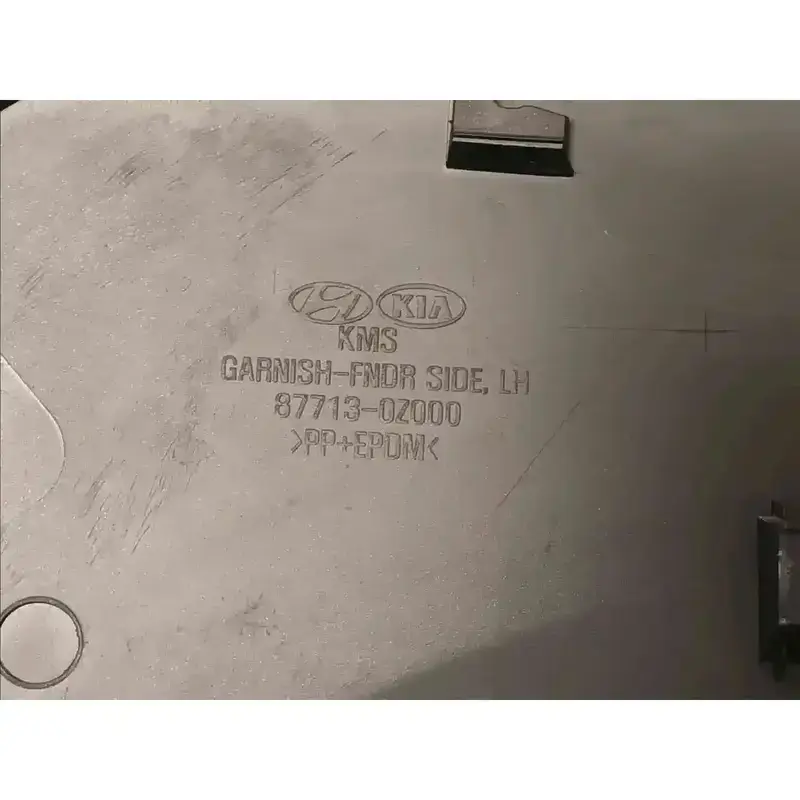 KIA
KMS
GARNISH-FNDR SIDE, LH
87713-0Z000
>PP+EPDM<